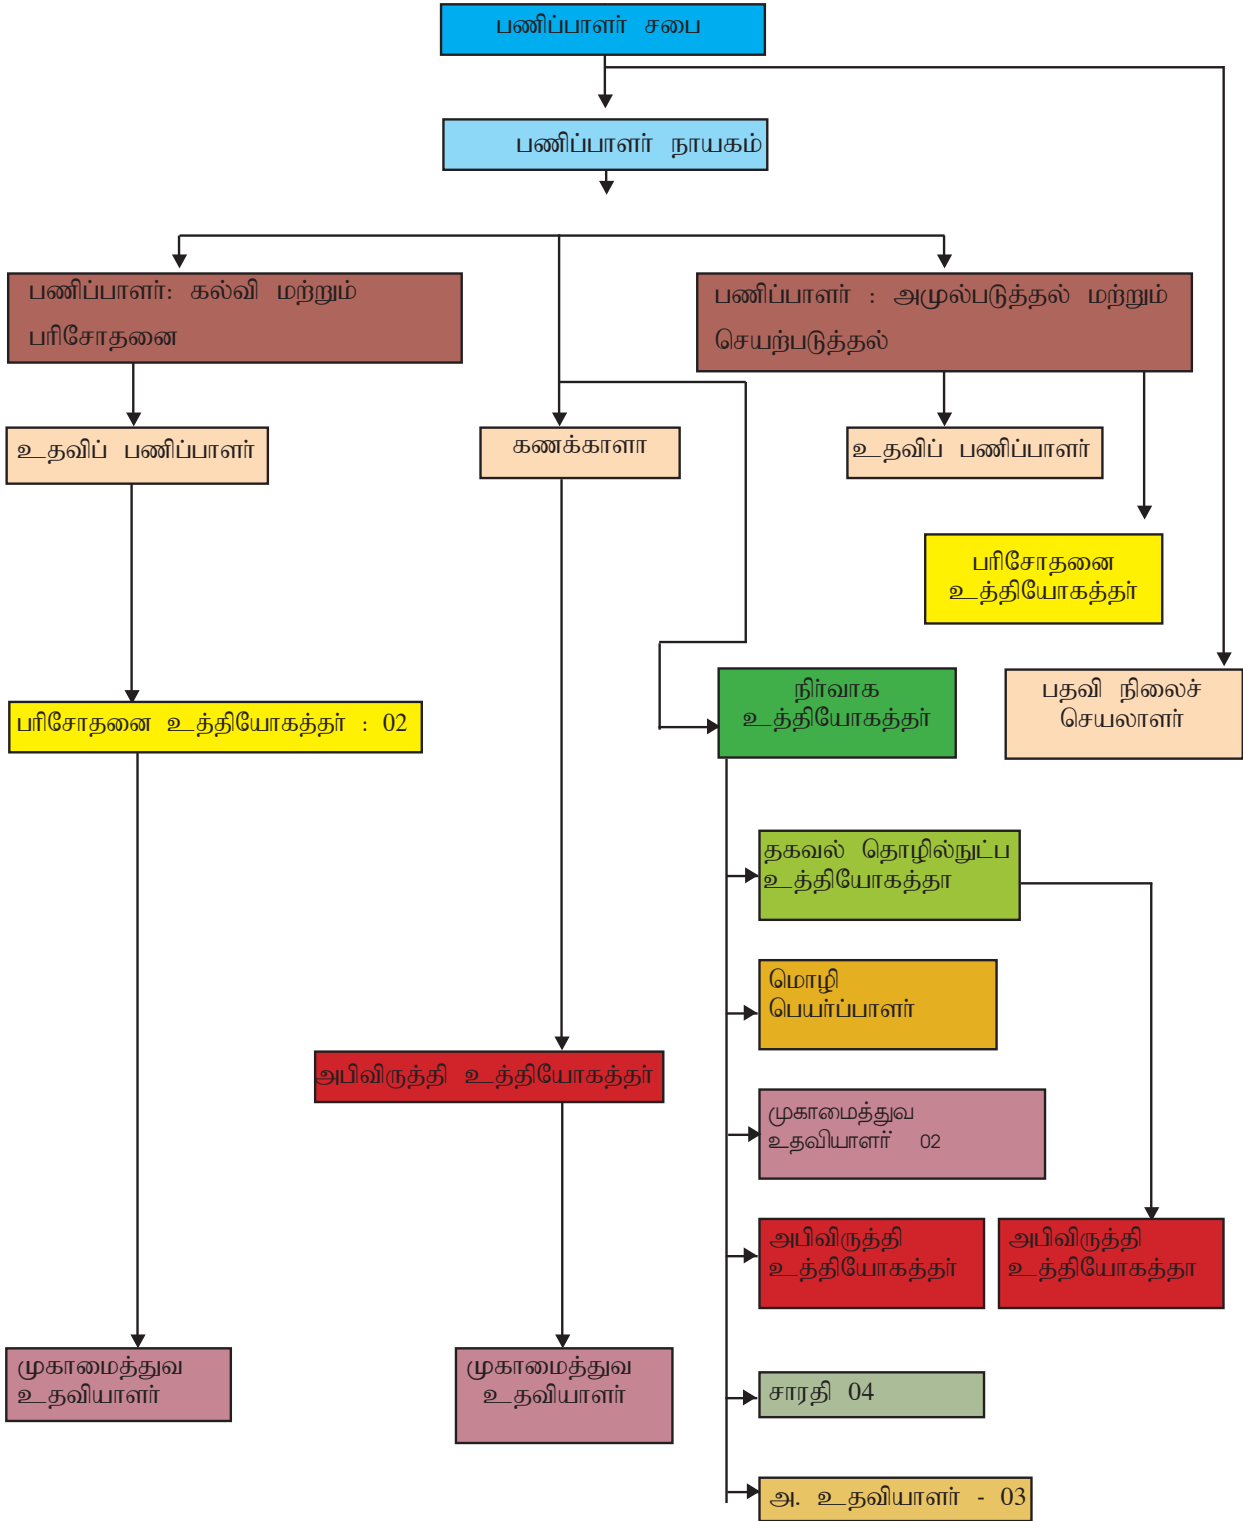 பணிப்பாளர் சபை
பணிப்பாளர் நாயகம்
பணிப்பாளர்: கல்வி மற்றும்
பரிசோதனை
பணிப்பாளர் : அமுல்படுத்தல் மற்றும்
செயற்படுத்தல்
உதவிப் பணிப்பாளர்
கணக்காளா
உதவிப் பணிப்பாளர்
பரிசோதனை
உத்தியோகத்தர்
நிர்வாக
உத்தியோகத்தர்
பதவி நிலைச்
செயலாளர்
பரிசோதனை உத்தியோகத்தர் : 02
தகவல் தொழில்நுட்ப
உத்தியோகத்தா
மொழி
பெயர்ப்பாளர்
அபிவிருத்தி உத்தியோகத்தர்
முகாமைத்துவ
உதவியாளர் 02
அபிவிருத்தி
உத்தியோகத்தர்
அபிவிருத்தி
உத்தியோகத்தா
முகாமைத்துவ
உதவியாளர்
முகாமைத்துவ
உதவியாளர்
சாரதி 04
அ. உதவியாளர் - 03